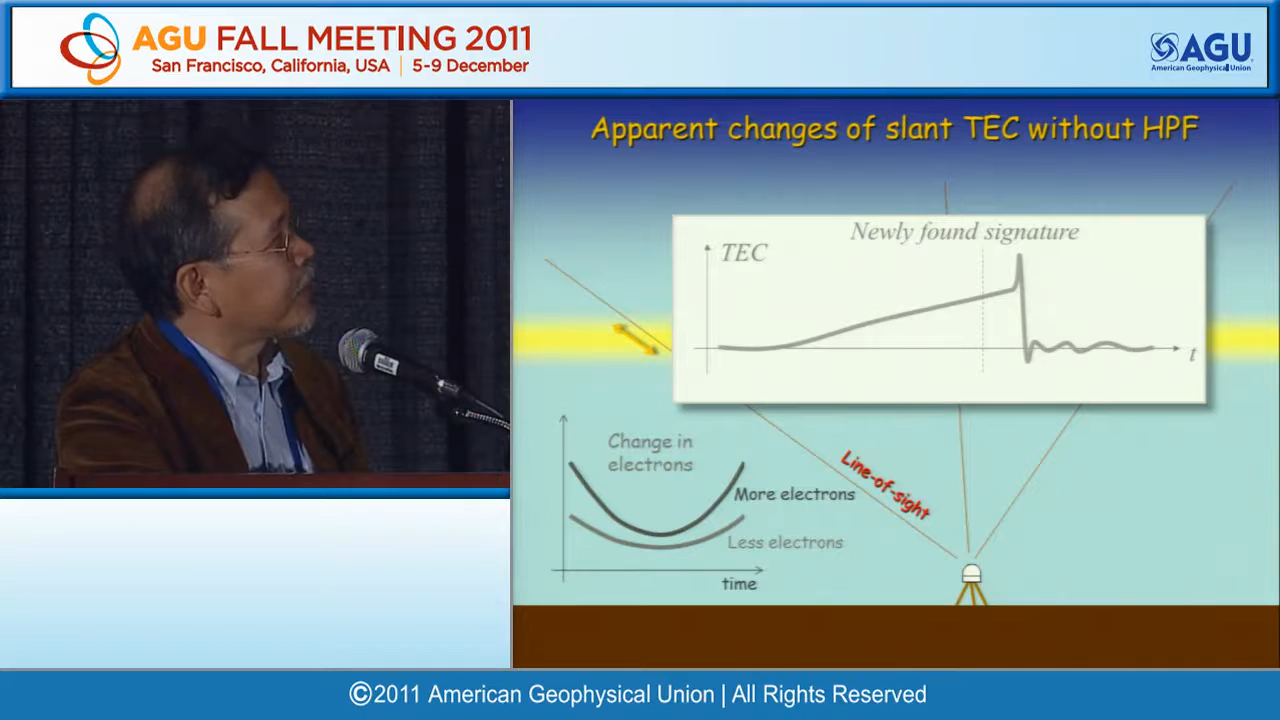 AGU FALL MEETING 2011
San Francisco, California, USA | 5-9 December
AGU
American Geophysical Union
Apparent changes of slant TEC without HPF
Newly found signature
TEC
t
Change in
electrons
More electrons
Less electrons
time
Line-of-sight
©2011 American Geophysical Union | All Rights Reserved